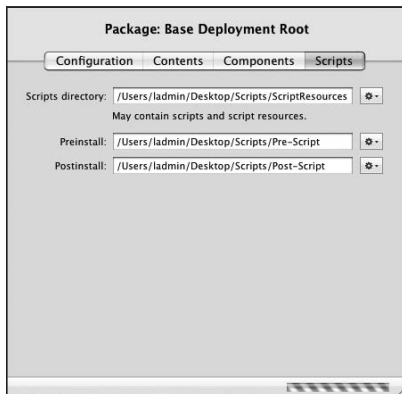 Package: Base Deployment Root
Configuration Contents Components Scripts
Scripts directory: /Users/ladmin/Desktop/Scripts/ScriptResources
May contain scripts and script resources.
Preinstall: /Users/ladmin/Desktop/Scripts/Pre-Script
Postinstall: /Users/ladmin/Desktop/Scripts/Post-Script